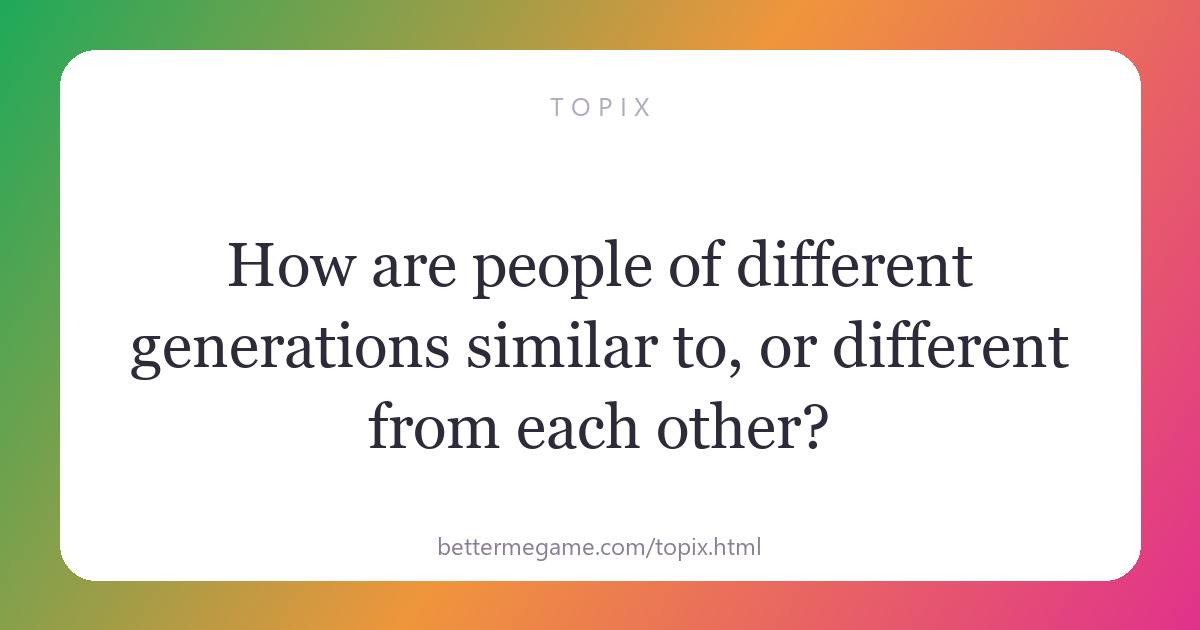 TOPIX
How are people of different
generations similar to, or different
from each other?
bettermegame.com/topix.html